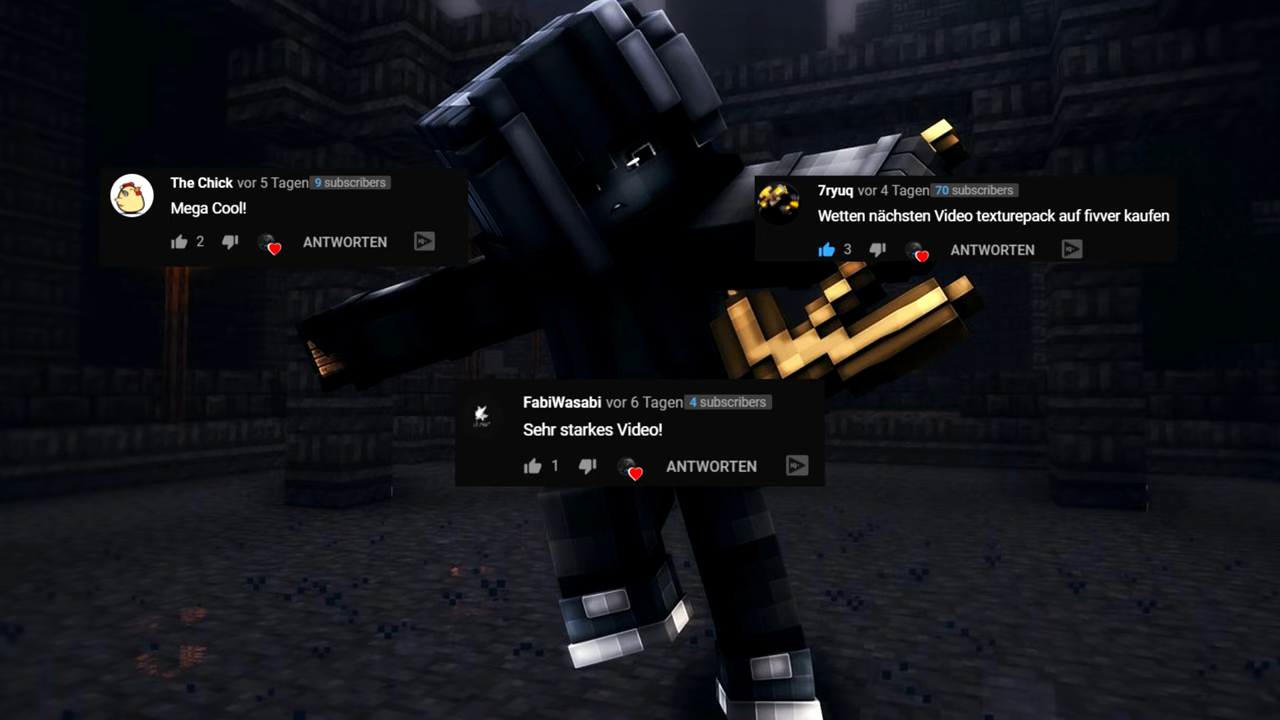 The Chick vor 5 Tagen 9 subscribers
Mega Cool!
2 ANTWORTEN
7ryuq vor 4 Tagen 70 subscribers
Wetten nächsten Video texturepack auf fivver kaufen
3 ANTWORTEN
FabiWasabi vor 6 Tagen 4 subscribers
Sehr starkes Video!
1 ANTWORTEN